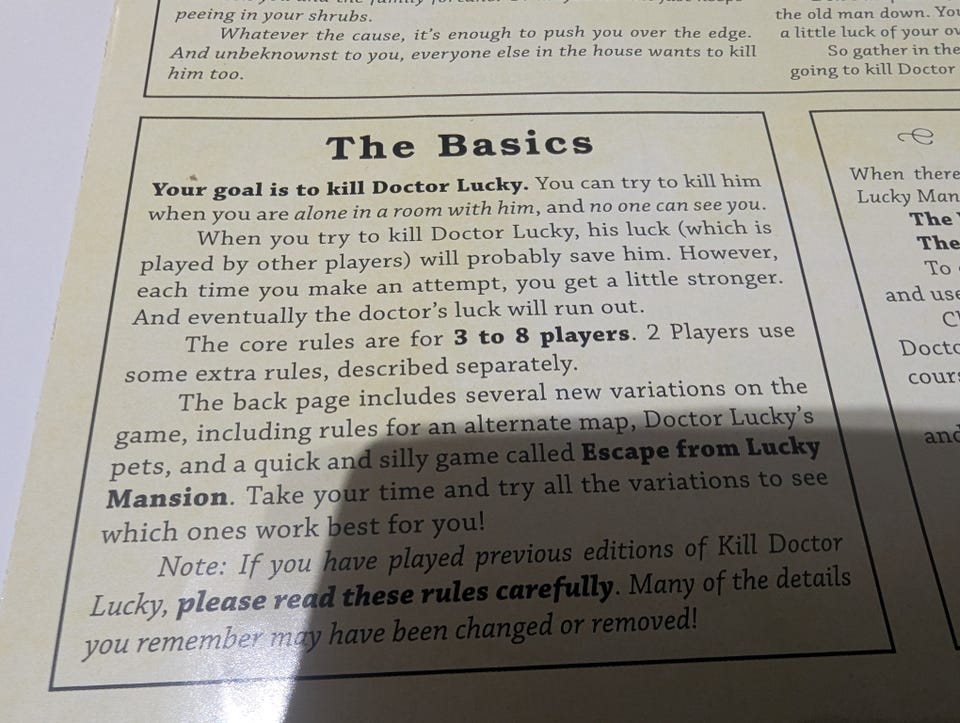 peeing in your shrubs.
Whatever the cause, it's enough to push you over the edge.
And unbeknownst to you, everyone else in the house wants to kill
him too.
the old man down. You
a little luck of your
So gather in the
going to kill Doctor
The Basics
Your goal is to kill Doctor Lucky. You can try to kill him
when you are alone in a room with him, and no one can see you.
When you try to kill Doctor Lucky, his luck (which is
played by other players) will probably save him. However,
each time you make an attempt, you get a little stronger.
And eventually the doctor's luck will run out.
The core rules are for 3 to 8 players. 2 Players use
some extra rules, described separately.
The back page includes several new variations on the
game, including rules for an alternate map, Doctor Lucky's
pets, and a quick and silly game called Escape from Lucky
Mansion. Take your time and try all the variations to see
which ones work best for you!
Note: If you have played previous editions of Kill Doctor
Lucky, please read these rules carefully. Many of the details
you remember may have been changed or removed!
When there
Lucky Man
The
The
To
and use
Docto
cours
and